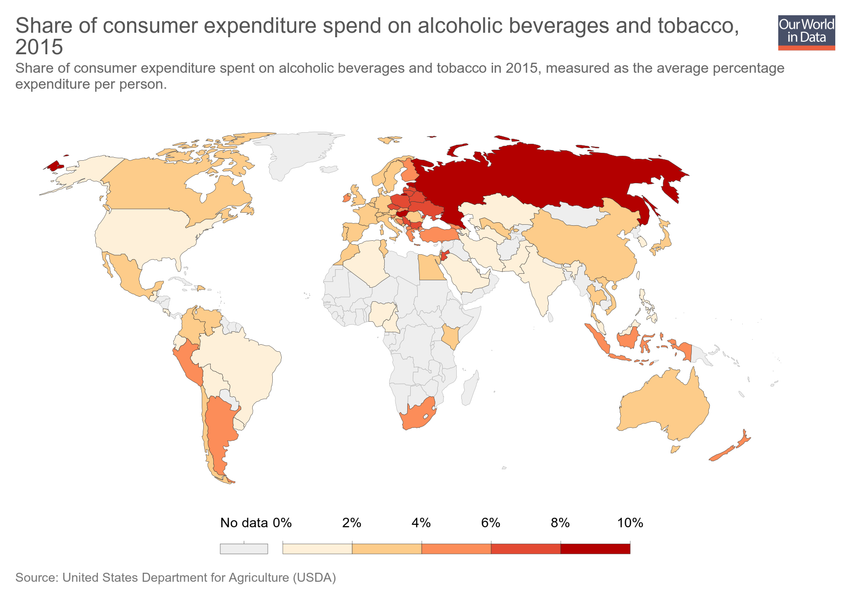 Share of consumer expenditure spend on alcoholic beverages and tobacco,
2015
Our World
in Data
Share of consumer expenditure spent on alcoholic beverages and tobacco in 2015, measured as the average percentage
expenditure per person.
No data 0% 2% 4% 6% 8% 10%
Source: United States Department for Agriculture (USDA)